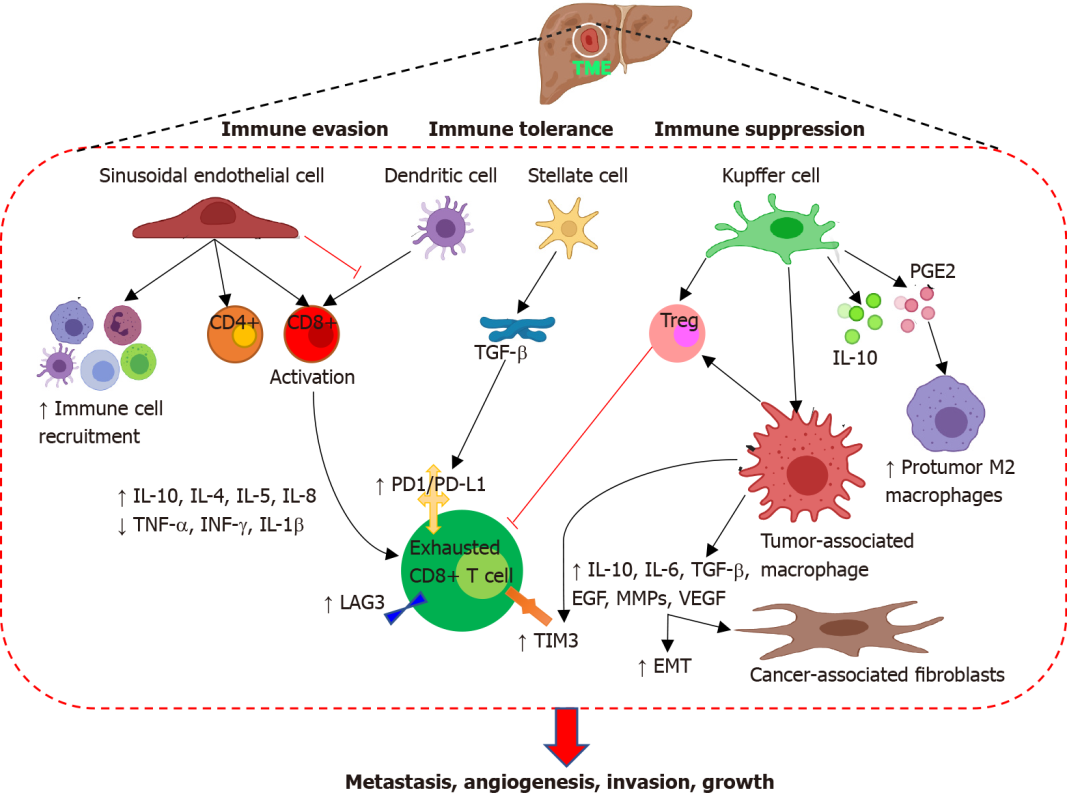 TME
Immune evasion
Immune tolerance
Immune suppression
Sinusoidal endothelial cell
Dendritic cell
Stellate cell
Kupffer cell
PGE2
CD4+
CD8+
Treg
TGF-β
IL-10
Activation
↑ Immune cell
recruitment
↑ PD1/PD-L1
↑ Protumor M2
macrophages
↑ IL-10, IL-4, IL-5, IL-8
↓ TNF-α, INF-γ, IL-1β
Exhausted
CD8+ T cell
Tumor-associated
macrophage
↑ IL-10, IL-6, TGF-β,
EGF, MMPs, VEGF
↑ LAG3
↑ TIM3
↑ EMT
Cancer-associated fibroblasts
Metastasis, angiogenesis, invasion, growth